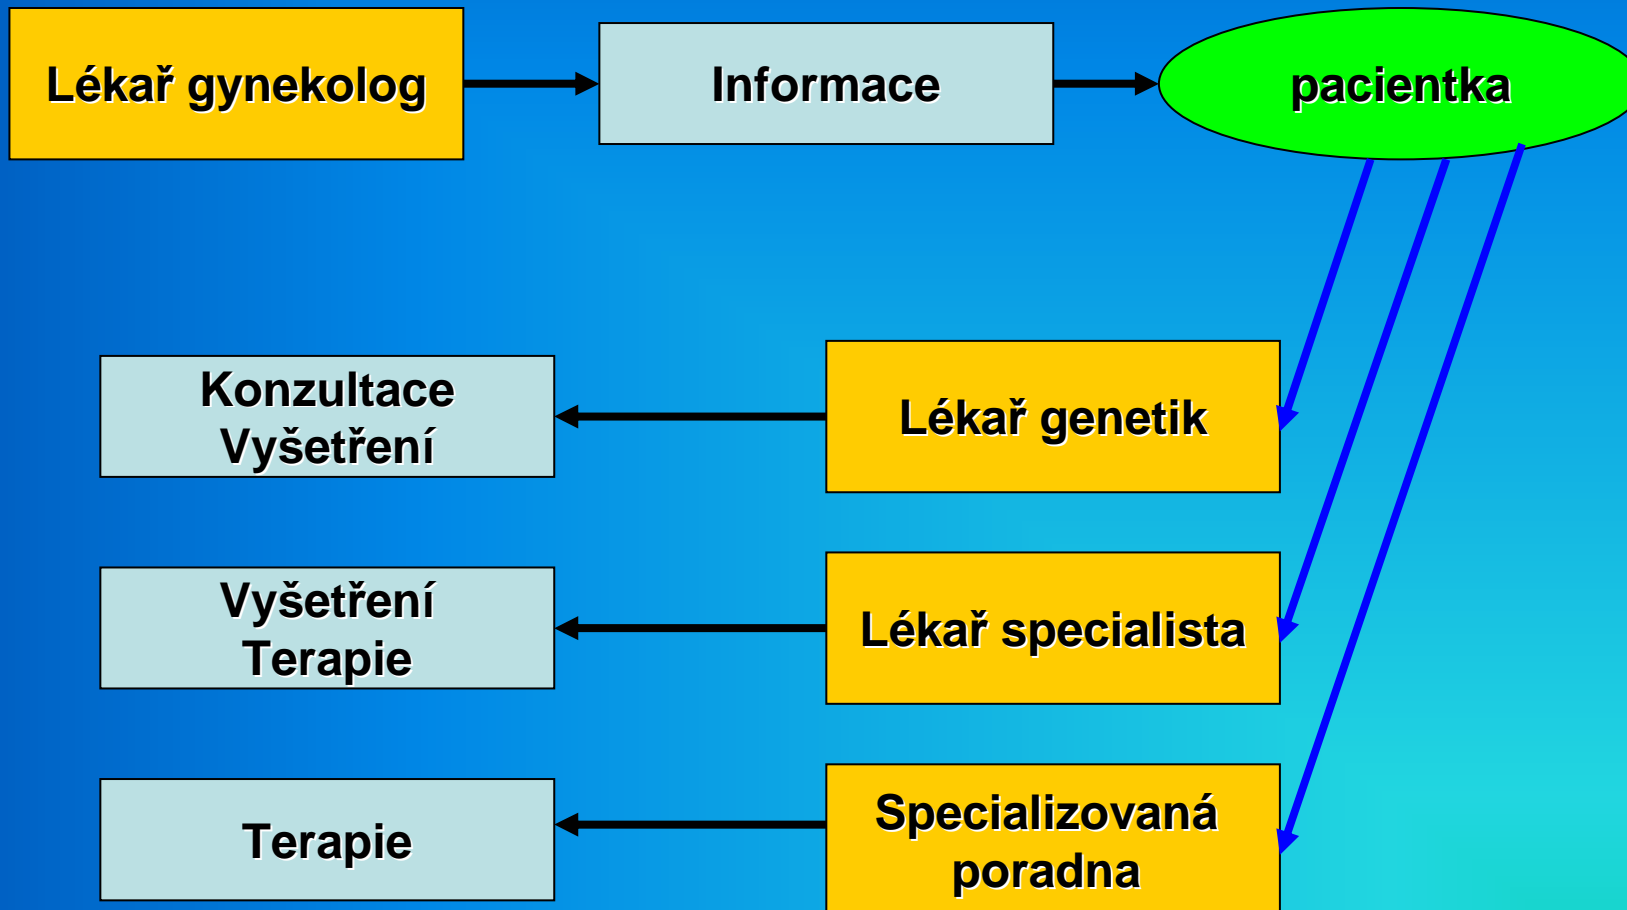 Lékař gynekolog
Informace
pacientka
Konzultace
Vyšetření
Lékař genetik
Vyšetření
Terapie
Lékař specialista
Terapie
Specializovaná
poradna